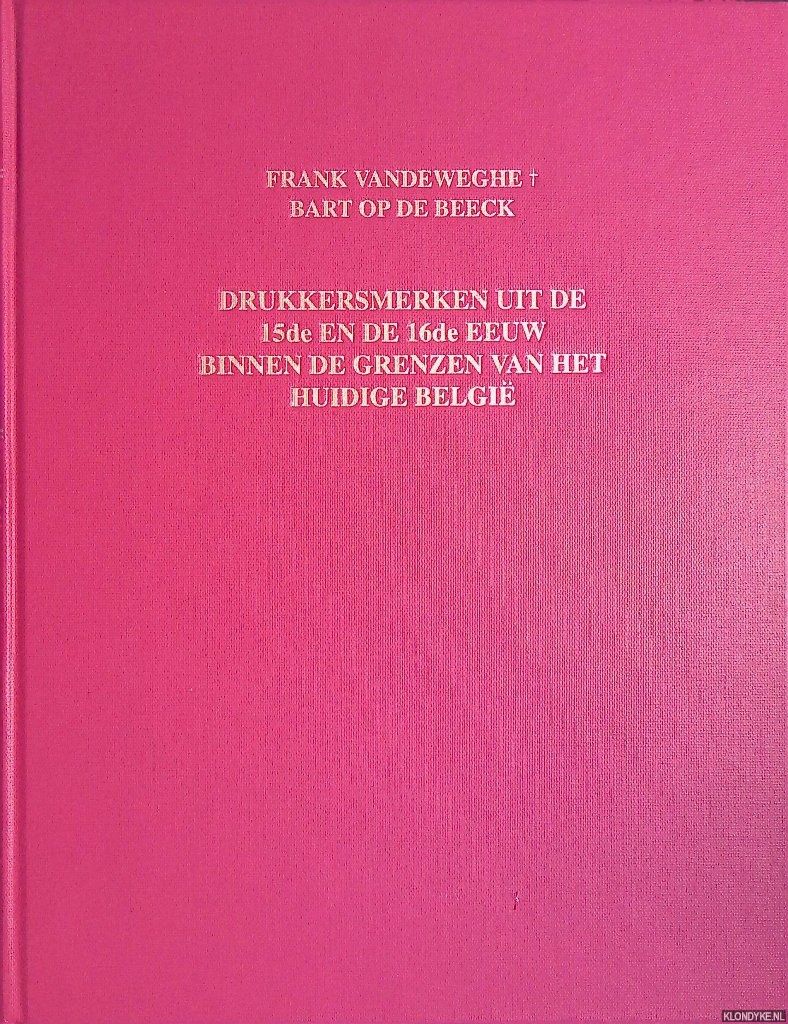 FRANK VANDEWEGHE †
BART OP DE BEECK
DRUKKERSMERKEN UIT DE
15de EN DE 16de EEUW
BINNEN DE GRENZEN VAN HET
HUIDIGE BELGIË
KLONDYKE.NL